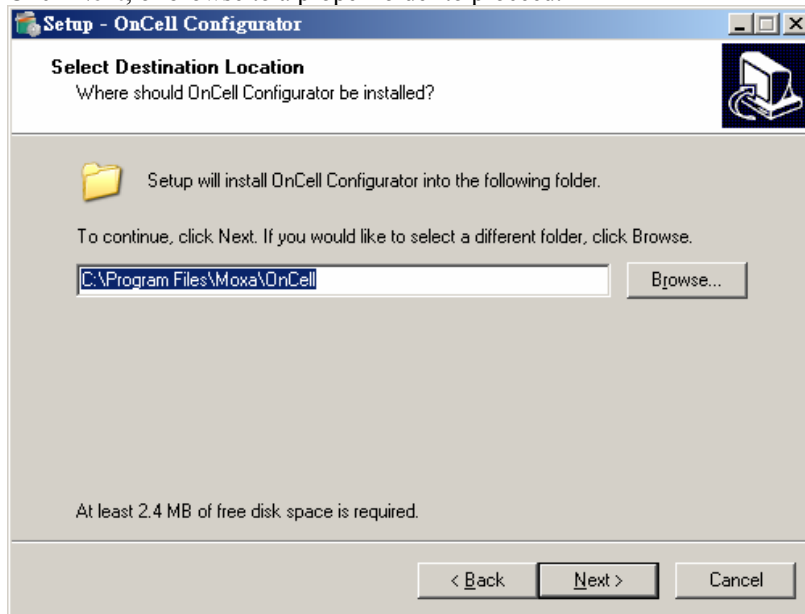 Setup - OnCell Configurator
Select Destination Location
Where should OnCell Configurator be installed?
Setup will install OnCell Configurator into the following folder.
To continue, click Next. If you would like to select a different folder, click Browse.
C:\Program Files\Moxa\OnCell
Browse...
At least 2.4 MB of free disk space is required.
< Back
Next >
Cancel